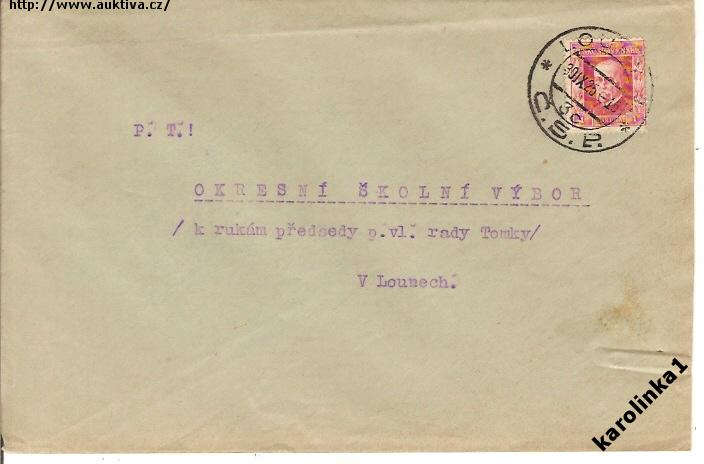 http://www.auktiva.cz/
P. T.!
OKRESNÍ ŠKOLNÍ VÝBOR
/ k rukám předsedy p.vl. rady Tomky/
V Lounech.
karolinka1